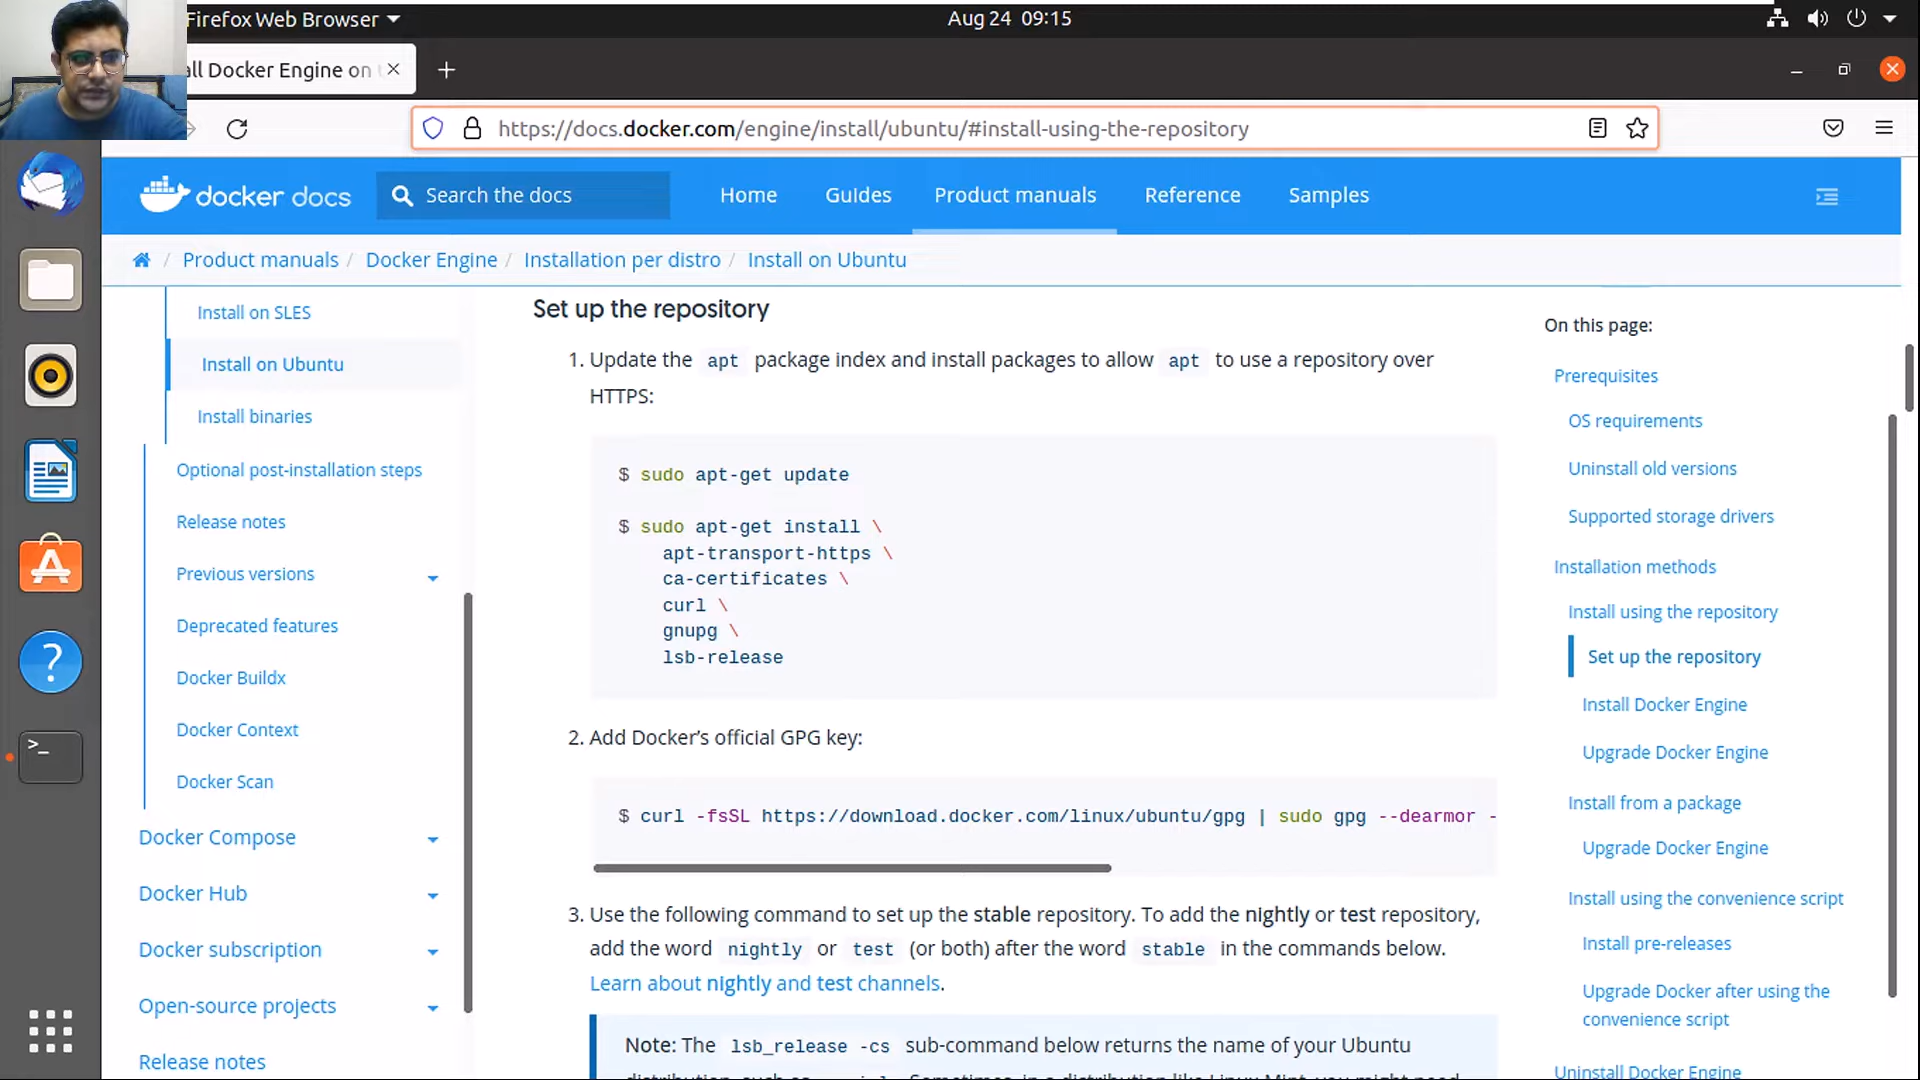 Firefox Web Browser
Aug 24 09:15
all Docker Engine on
https://docs.docker.com/engine/install/ubuntu/#install-using-the-repository
docker docs
Search the docs
Home
Guides
Product manuals
Reference
Samples
/ Product manuals / Docker Engine / Installation per distro / Install on Ubuntu
Install on SLES
Install on Ubuntu
Install binaries
Optional post-installation steps
Release notes
Previous versions
Deprecated features
Docker Buildx
Docker Context
Docker Scan
Docker Compose
Docker Hub
Docker subscription
Open-source projects
Release notes
Set up the repository
1. Update the apt package index and install packages to allow apt to use a repository over
HTTPS:
$ sudo apt-get update
$ sudo apt-get install \
apt-transport-https \
ca-certificates \
curl \
gnupg \
lsb-release
2. Add Docker’s official GPG key:
$ curl -fsSL https://download.docker.com/linux/ubuntu/gpg | sudo gpg --dearmor -
3. Use the following command to set up the stable repository. To add the nightly or test repository,
add the word nightly or test (or both) after the word stable in the commands below.
Learn about nightly and test channels.
Note: The lsb_release -cs sub-command below returns the name of your Ubuntu
On this page:
Prerequisites
OS requirements
Uninstall old versions
Supported storage drivers
Installation methods
Install using the repository
Set up the repository
Install Docker Engine
Upgrade Docker Engine
Install from a package
Upgrade Docker Engine
Install using the convenience script
Install pre-releases
Upgrade Docker after using the
convenience script
Uninstall Docker Engine